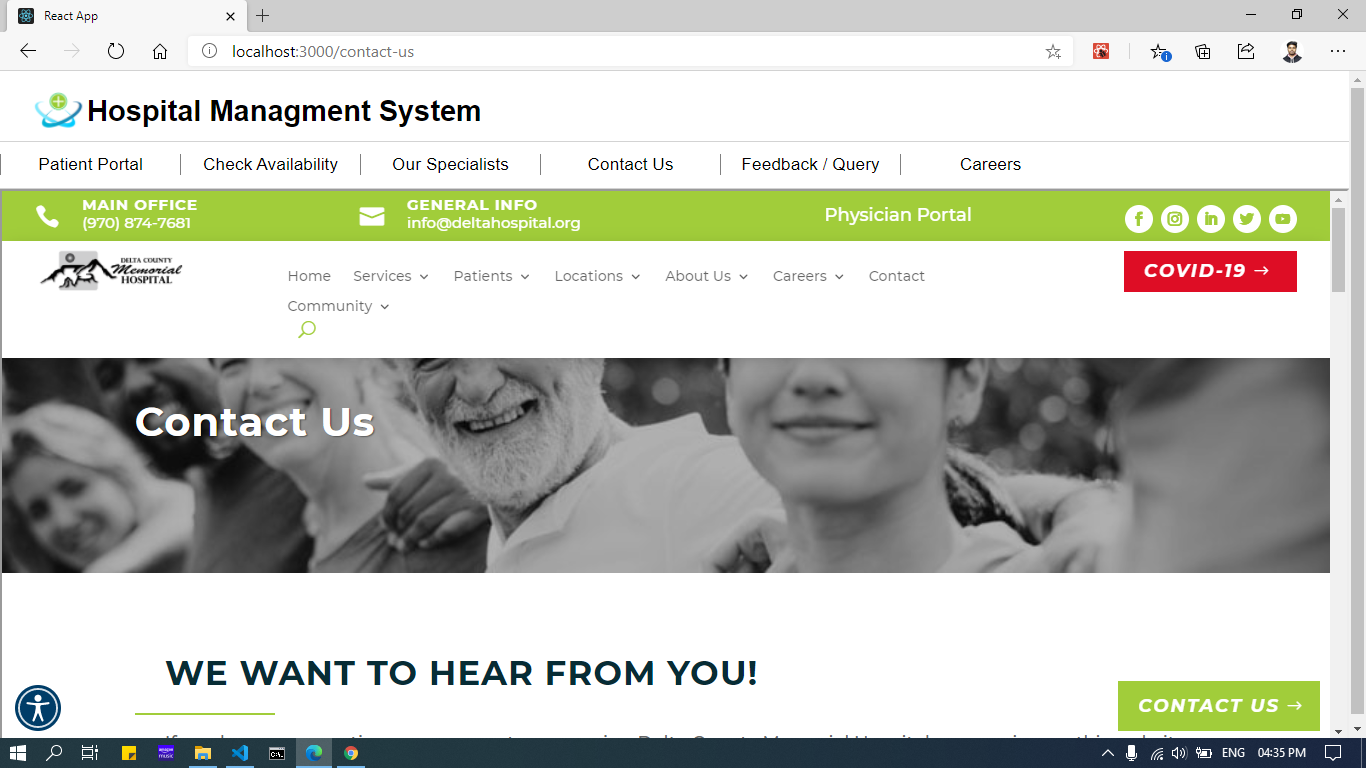 React App
localhost:3000/contact-us
Hospital Managment System
Patient Portal
Check Availability
Our Specialists
Contact Us
Feedback / Query
Careers
MAIN OFFICE
(970) 874-7681
GENERAL INFO
info@deltahospital.org
Physician Portal
DELTA COUNTY
Memorial
HOSPITAL
Home
Services
Patients
Locations
About Us
Careers
Contact
Community
COVID-19 →
Contact Us
WE WANT TO HEAR FROM YOU!
CONTACT US →
amazon
music
C:\
ENG
04:35 PM